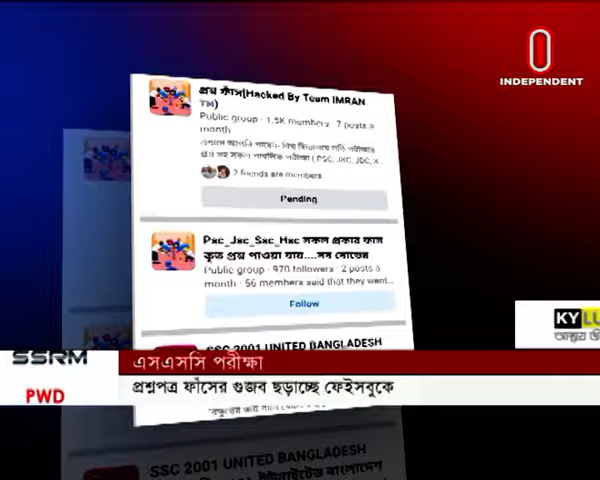 INDEPENDENT
প্রশ্ন ফাঁস[Hacked By Team IMRAN
TM)
Public group · 1.5K members · 7 posts a
month
2 friends are members
Pending
Psc_Jsc_Ssc_Hsc সকল প্রকার ফাস
কৃত প্রশ্ন পাওয়া যায়....সব বোর্ডের
Public group · 970 followers · 2 posts a
month · 56 members said that they went...
Follow
KYLU
SSC 2001 UNITED BANGLADESH
SSRM
এসএসসি পরীক্ষা
PWD
প্রশ্নপত্র ফাঁসের গুজব ছড়াচ্ছে ফেইসবুকে
SSC 2001 UNITED BANGLADESH